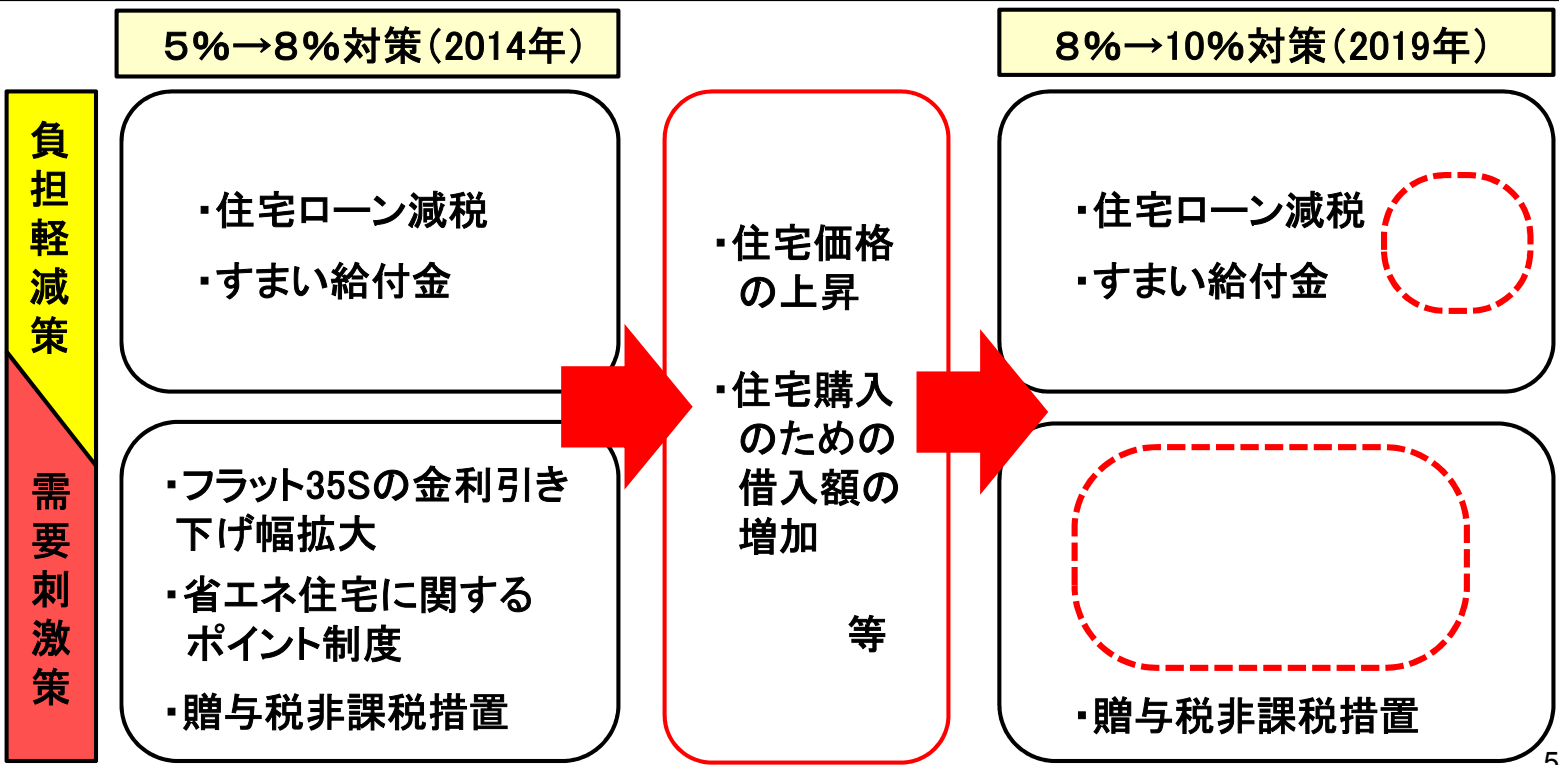 5%→8%対策(2014年)
8%→10%対策(2019年)
負担軽減策
・住宅ローン減税
・すまい給付金
需要刺激策
・フラット35Sの金利引き
下げ幅拡大
・省エネ住宅に関する
ポイント制度
・贈与税非課税措置
・住宅価格
の上昇
・住宅購入
のための
借入額の
増加
等
・住宅ローン減税
・すまい給付金
・贈与税非課税措置
5